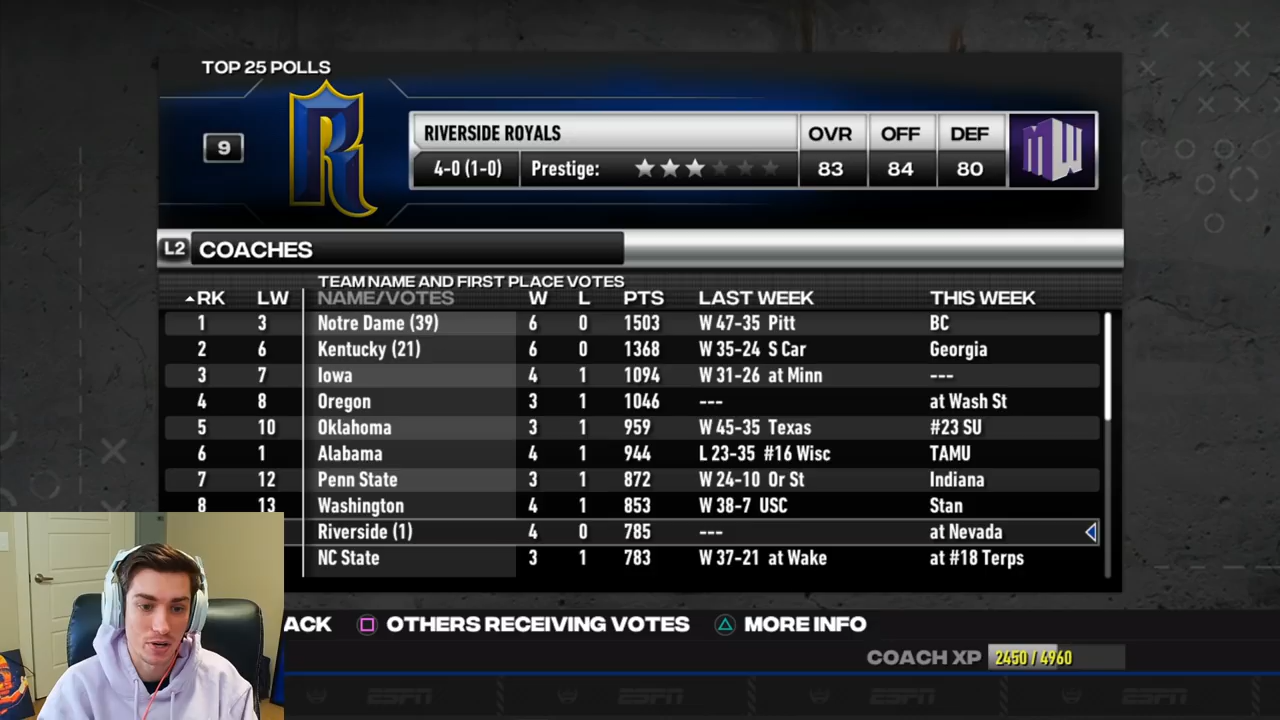 TOP 25 POLLS
9
R
RIVERSIDE ROYALS OVR OFF DEF
4-0 (1-0) Prestige: 83 84 80
MW
L2 COACHES
TEAM NAME AND FIRST PLACE VOTES
RK LW NAME/VOTES W L PTS LAST WEEK THIS WEEK
1 3 Notre Dame (39) 6 0 1503 W 47-35 Pitt BC
2 6 Kentucky (21) 6 0 1368 W 35-24 S Car Georgia
3 7 Iowa 4 1 1094 W 31-26 at Minn ---
4 8 Oregon 3 1 1046 --- at Wash St
5 10 Oklahoma 3 1 959 W 45-35 Texas #23 SU
6 1 Alabama 4 1 944 L 23-35 #16 Wisc TAMU
7 12 Penn State 3 1 872 W 24-10 Or St Indiana
8 13 Washington 4 1 853 W 38-7 USC Stan
Riverside (1) 4 0 785 --- at Nevada
NC State 3 1 783 W 37-21 at Wake at #18 Terps
ACK OTHERS RECEIVING VOTES MORE INFO
COACH XP 2450 / 4960
ESPN ESPN ESPN ESPN